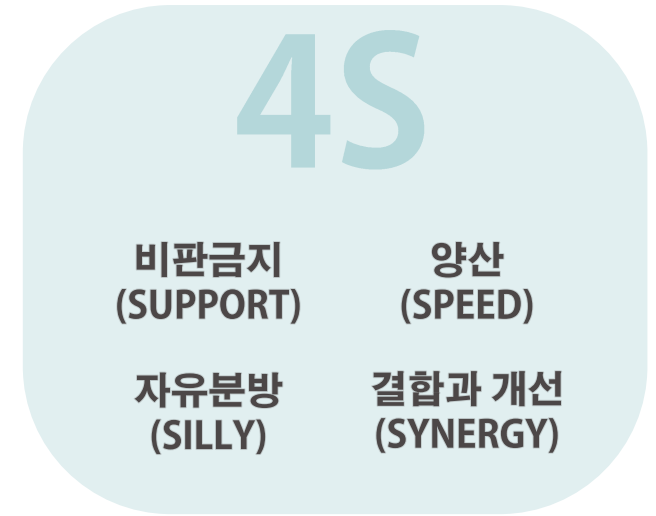 4S
비판금지
(SUPPORT)
양산
(SPEED)
자유분방
(SILLY)
결합과 개선
(SYNERGY)